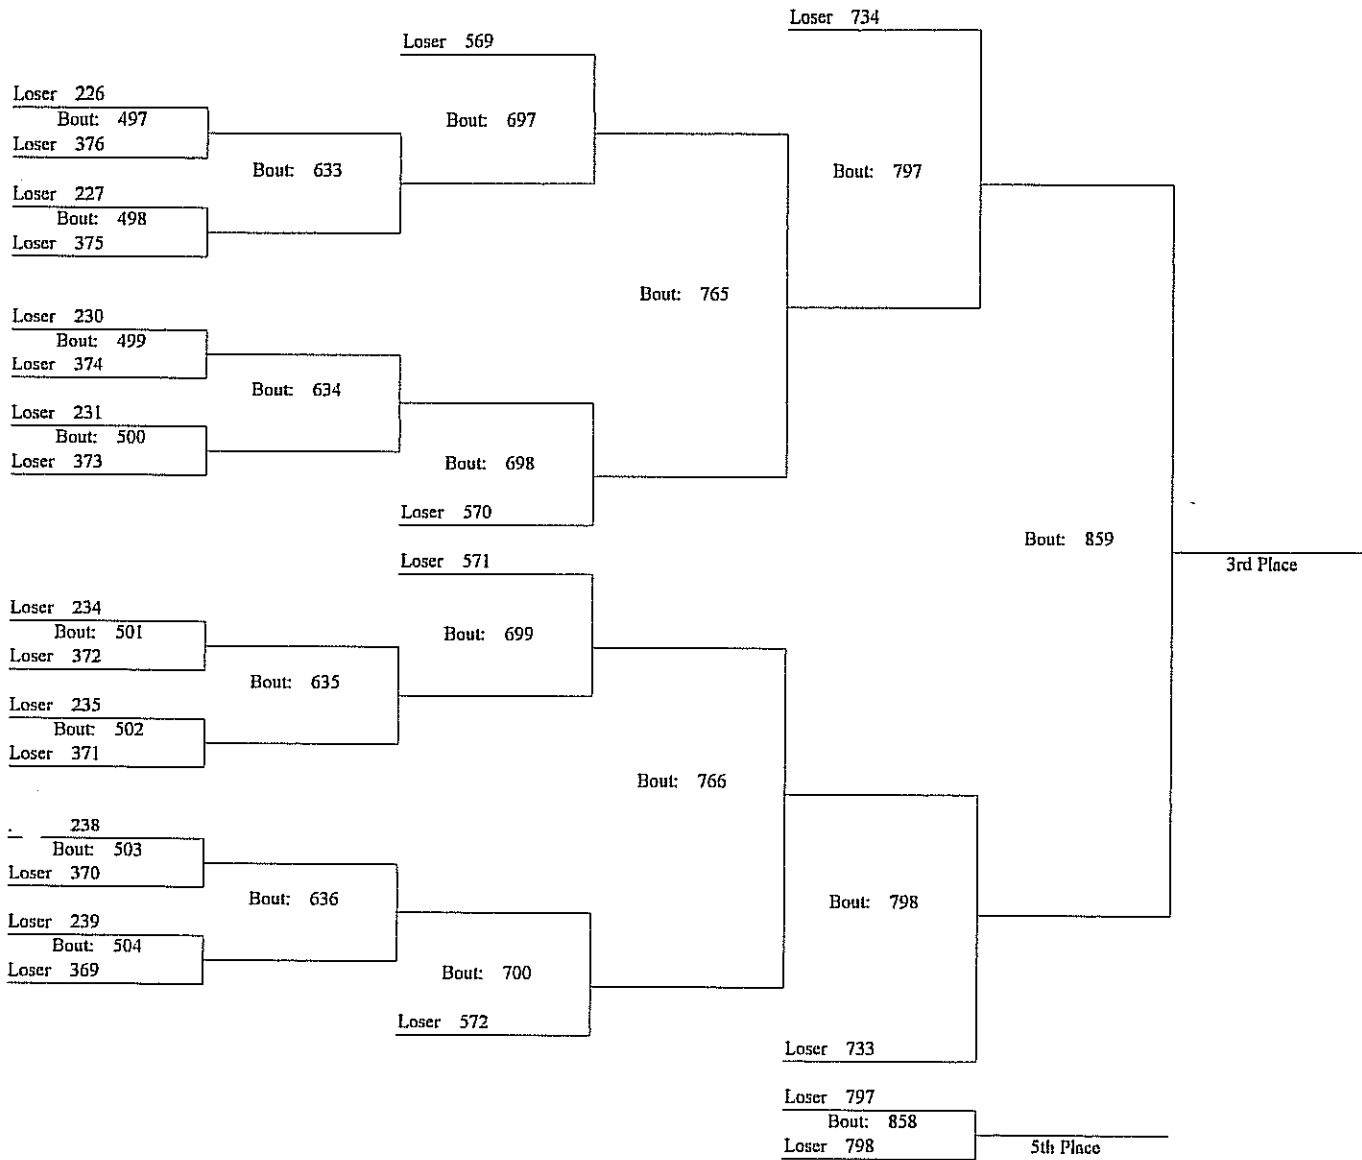 Loser 734
Loser 569
Loser 226
Bout: 497
Loser 376
Bout: 697
Bout: 633
Bout: 797
Loser 227
Bout: 498
Loser 375
Bout: 765
Loser 230
Bout: 499
Loser 374
Bout: 634
Loser 231
Bout: 500
Loser 373
Bout: 698
Loser 570
Bout: 859
3rd Place
Loser 571
Loser 234
Bout: 501
Loser 372
Bout: 699
Bout: 635
Loser 235
Bout: 502
Loser 371
Bout: 766
238
Bout: 503
Loser 370
Bout: 636
Bout: 798
Loser 239
Bout: 504
Loser 369
Bout: 700
Loser 572
Loser 733
Loser 797
Bout: 858
Loser 798
5th Place